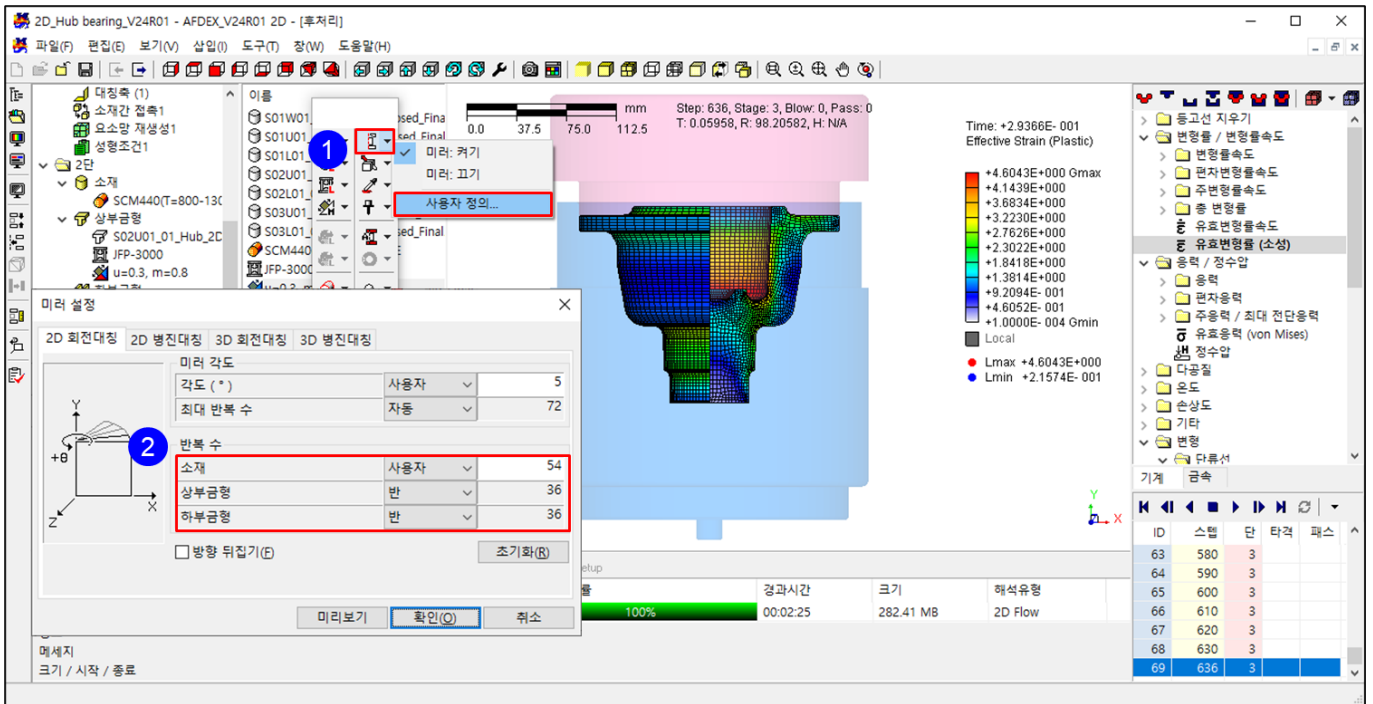 2D_Hub bearing_V24R01 - AFDEX_V24R01 2D - [후처리]
파일(F) 편집(E) 보기(V) 삽입(I) 도구(T) 창(W) 도움말(H)
대칭축 (1)
소재간 접촉1
요소망 재생성1
성형조건1
2단
소재
SCM440(T=800-130
상부금형
S02U01_01_Hub_2D
JFP-3000
u=0.3, m=0.8
이름
S01W01_
S01U01_
S01L01_
S02U01_
S02L01_
S03U01_
S03L01_
SCM440
JFP-3000
osed_Fina
sed_Final
sed_Final
1
미러: 켜기
미러: 끄기
사용자 정의...
mm
0.0 37.5 75.0 112.5
Step: 636, Stage: 3, Blow: 0, Pass: 0
T: 0.05958, R: 98.20582, H: N/A
Time: +2.9366E- 001
Effective Strain (Plastic)
+4.6043E+000 Gmax
+4.1439E+000
+3.6834E+000
+3.2230E+000
+2.7626E+000
+2.3022E+000
+1.8418E+000
+1.3814E+000
+9.2094E- 001
+4.6052E- 001
+1.0000E- 004 Gmin
Local
Lmax +4.6043E+000
Lmin +2.1574E- 001
Y
X
등고선 지우기
변형률 / 변형률속도
변형률속도
편차변형률속도
주변형률속도
총 변형률
유효변형률속도
유효변형률 (소성)
응력 / 정수압
응력
편차응력
주응력 / 최대 전단응력
유효응력 (von Mises)
정수압
다공질
온도
손상도
기타
변형
단류선
기계 금속
ID 스텝 단 타격 패스
63 580 3
64 590 3
65 600 3
66 610 3
67 620 3
68 630 3
69 636 3
미러 설정
2D 회전대칭 2D 병진대칭 3D 회전대칭 3D 병진대칭
미러 각도
각도 ( ° ) 사용자 5
최대 반복 수 자동 72
2
반복 수
소재 사용자 54
상부금형 반 36
하부금형 반 36
방향 뒤집기(F) 초기화(R)
미리보기 확인(O) 취소
Y
+θ
X
Z
etup
률 경과시간 크기 해석유형
100% 00:02:25 282.41 MB 2D Flow
메세지
크기 / 시작 / 종료